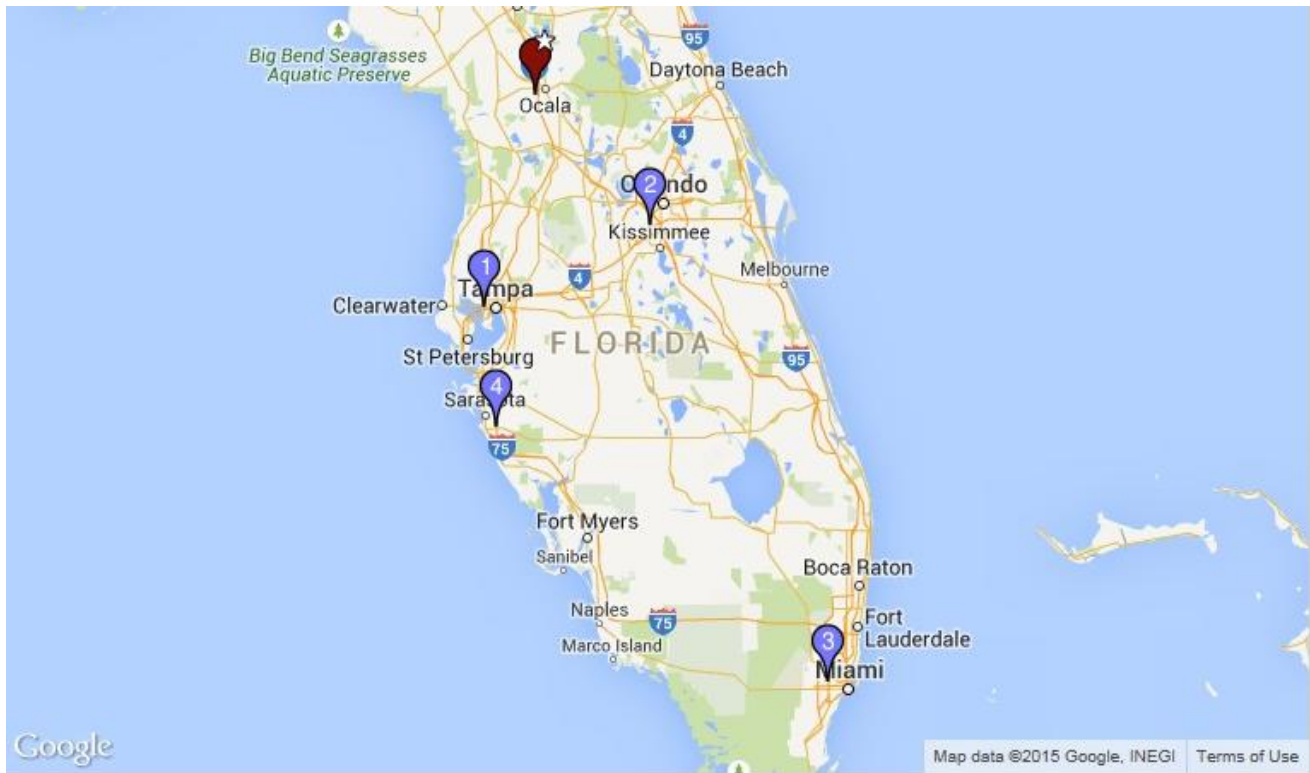 95
Big Bend Seagrasses
Aquatic Preserve
Daytona Beach
Ocala
4
2
Orlando
Kissimmee
1
Melbourne
4
Tampa
Clearwater
FLORIDA
St Petersburg
95
4
Sarasota
75
Fort Myers
Sanibel
Boca Raton
Naples
75
Fort
Lauderdale
Marco Island
3
Miami
Google
Map data ©2015 Google, INEGI
Terms of Use